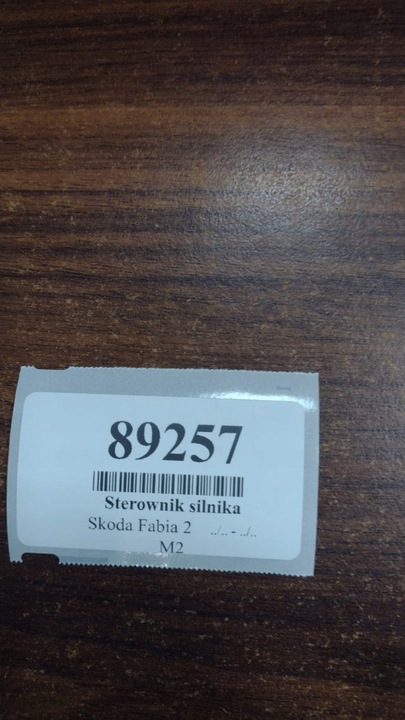 89257
Sterownik silnika
Skoda Fabia 2 ../.. - ../..
M2